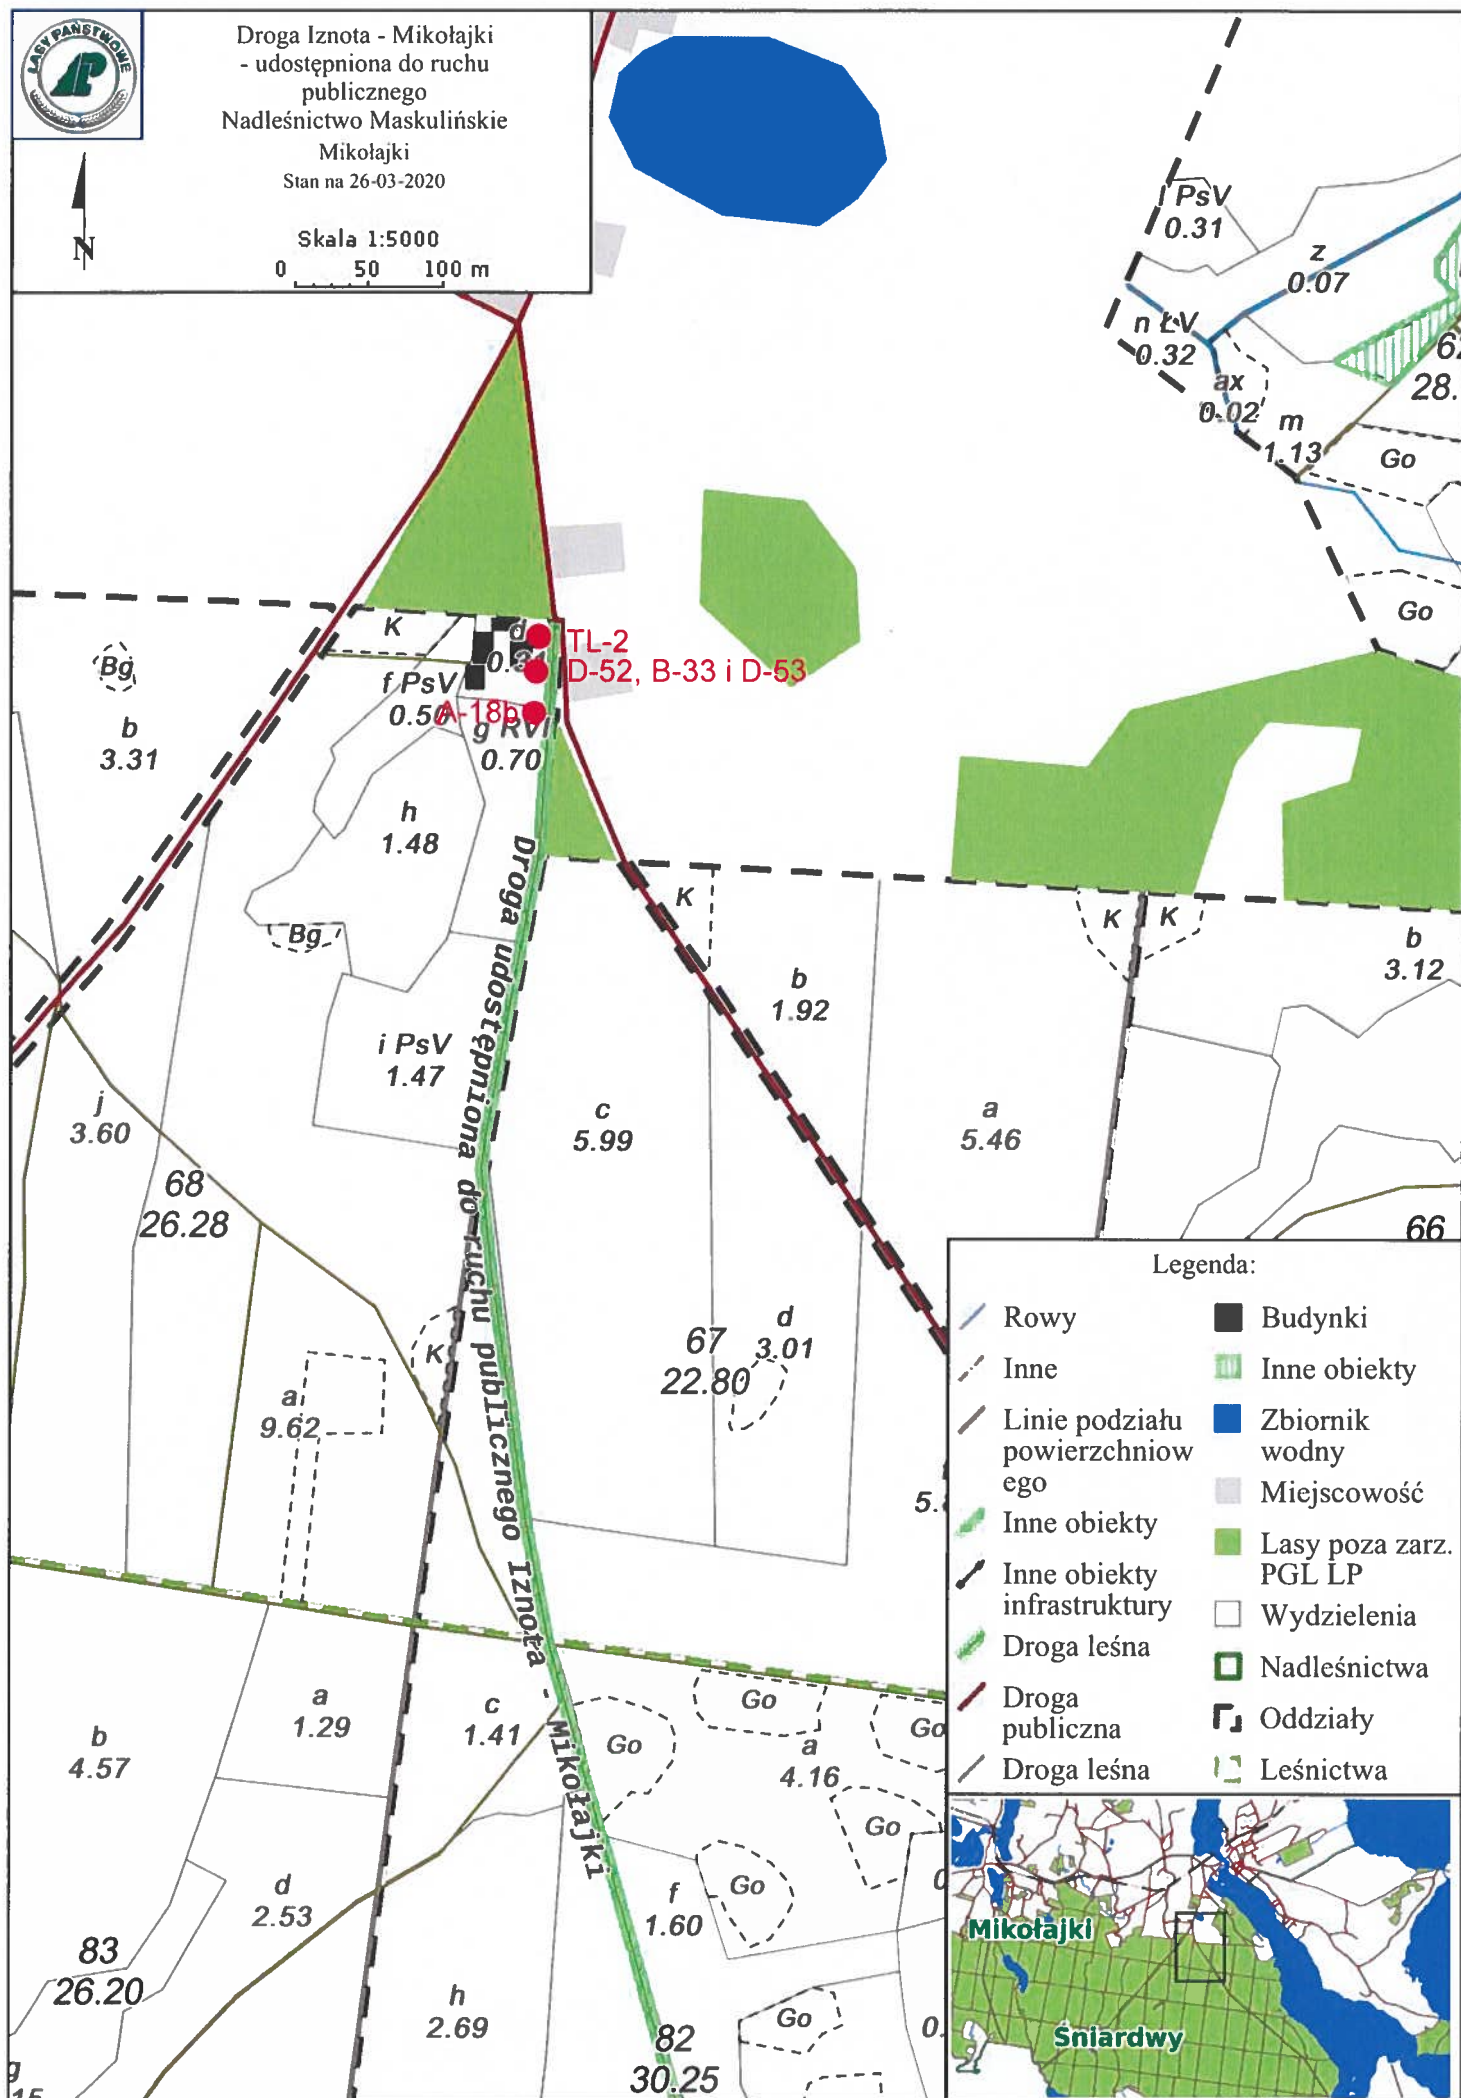 LASY PAŃSTWOWE
Droga Iznota - Mikołajki
- udostępniona do ruchu
publicznego
Nadleśnictwo Maskulińskie
Mikołajki
Stan na 26-03-2020
N
Skala 1:5000
0 50 100 m
l PsV
0.31
z
0.07
n ŁV
0.32
ax
0.02
m
1.13
28.
Go
Go
K
d
0.31
TL-2
D-52, B-33 i D-53
A-18b
Bg
f PsV
0.50
g RVI
0.70
b
3.31
h
1.48
Bg
K
K
K
b
3.12
b
1.92
i PsV
1.47
j
3.60
c
5.99
a
5.46
68
26.28
66
Droga udostępniona do ruchu publicznego Iznota - Mikołajki
K
67
22.80
d
3.01
a
9.62
5.
Legenda:
Rowy
Inne
Linie podziału
powierzchniow
ego
Inne obiekty
Inne obiekty
infrastruktury
Droga leśna
Droga
publiczna
Droga leśna
Budynki
Inne obiekty
Zbiornik
wodny
Miejscowość
Lasy poza zarz.
PGL LP
Wydzielenia
Nadleśnictwa
Oddziały
Leśnictwa
a
1.29
c
1.41
b
4.57
Go
Go
Go
a
4.16
Go
Go
d
2.53
f
1.60
83
26.20
h
2.69
Go
82
30.25
0.
g
15
Mikołajki
Śniardwy